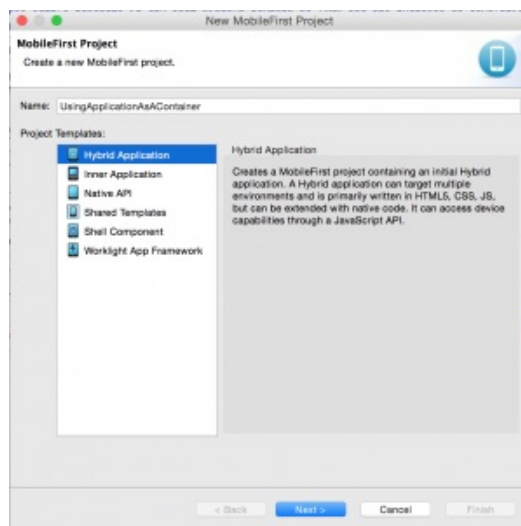 New MobileFirst Project
MobileFirst Project
Create a new MobileFirst project.
Name: UsingApplicationAsAContainer
Project Templates:
Hybrid Application
Inner Application
Native API
Shared Templates
Shell Component
Worklight App Framework
Hybrid Application
Creates a MobileFirst project containing an initial Hybrid
application. A Hybrid application can target multiple
environments and is primarily written in HTML5, CSS, JS,
but can be extended with native code. It can access device
capabilities through a JavaScript API.
< Back
Next >
Cancel
Finish